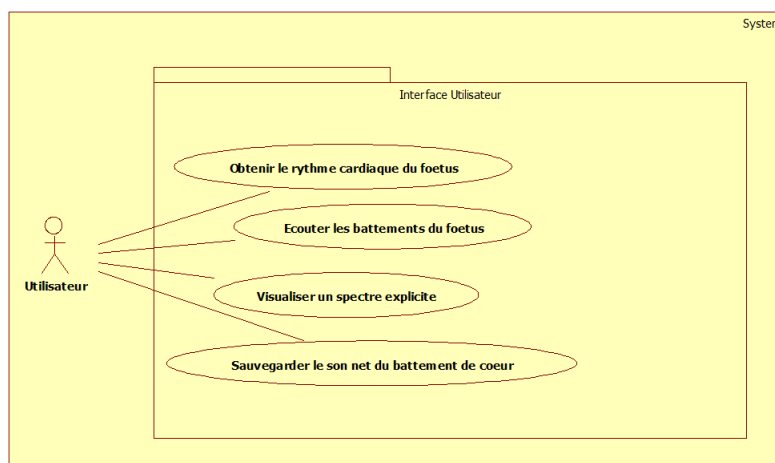 System
Interface Utilisateur
Obtenir le rythme cardiaque du foetus
Ecouter les battements du foetus
Utilisateur
Visualiser un spectre explicite
Sauvegarder le son net du battement de coeur